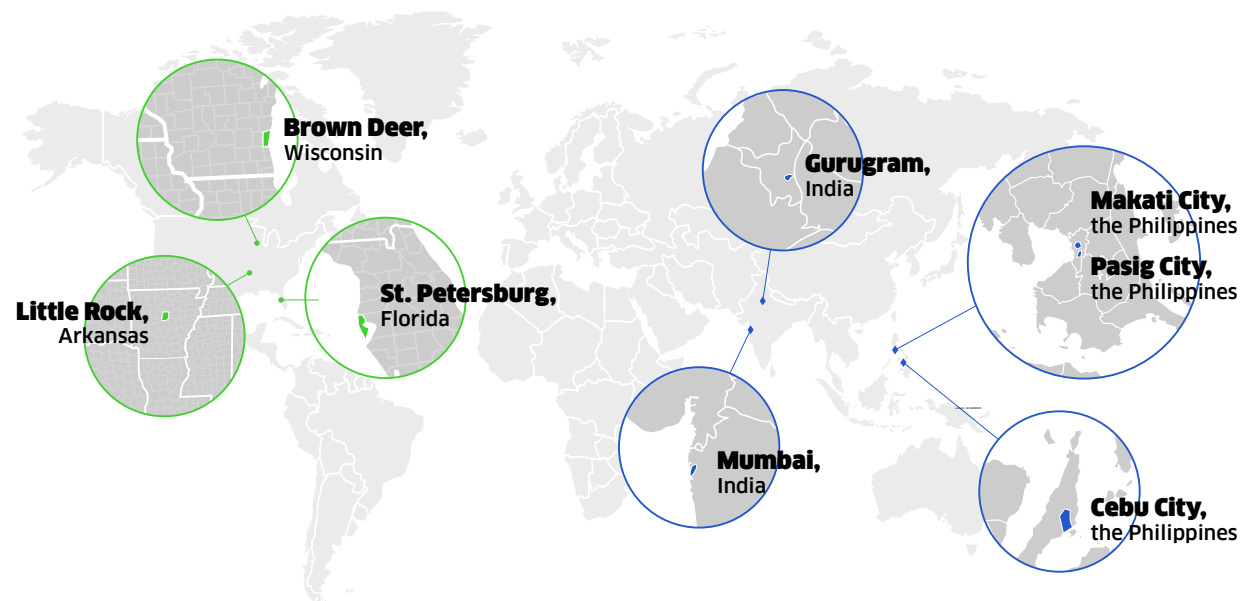 Brown Deer,
Wisconsin
Little Rock,
Arkansas
St. Petersburg,
Florida
Gurugram,
India
Mumbai,
India
Makati City,
the Philippines
Pasig City,
the Philippines
Cebu City,
the Philippines